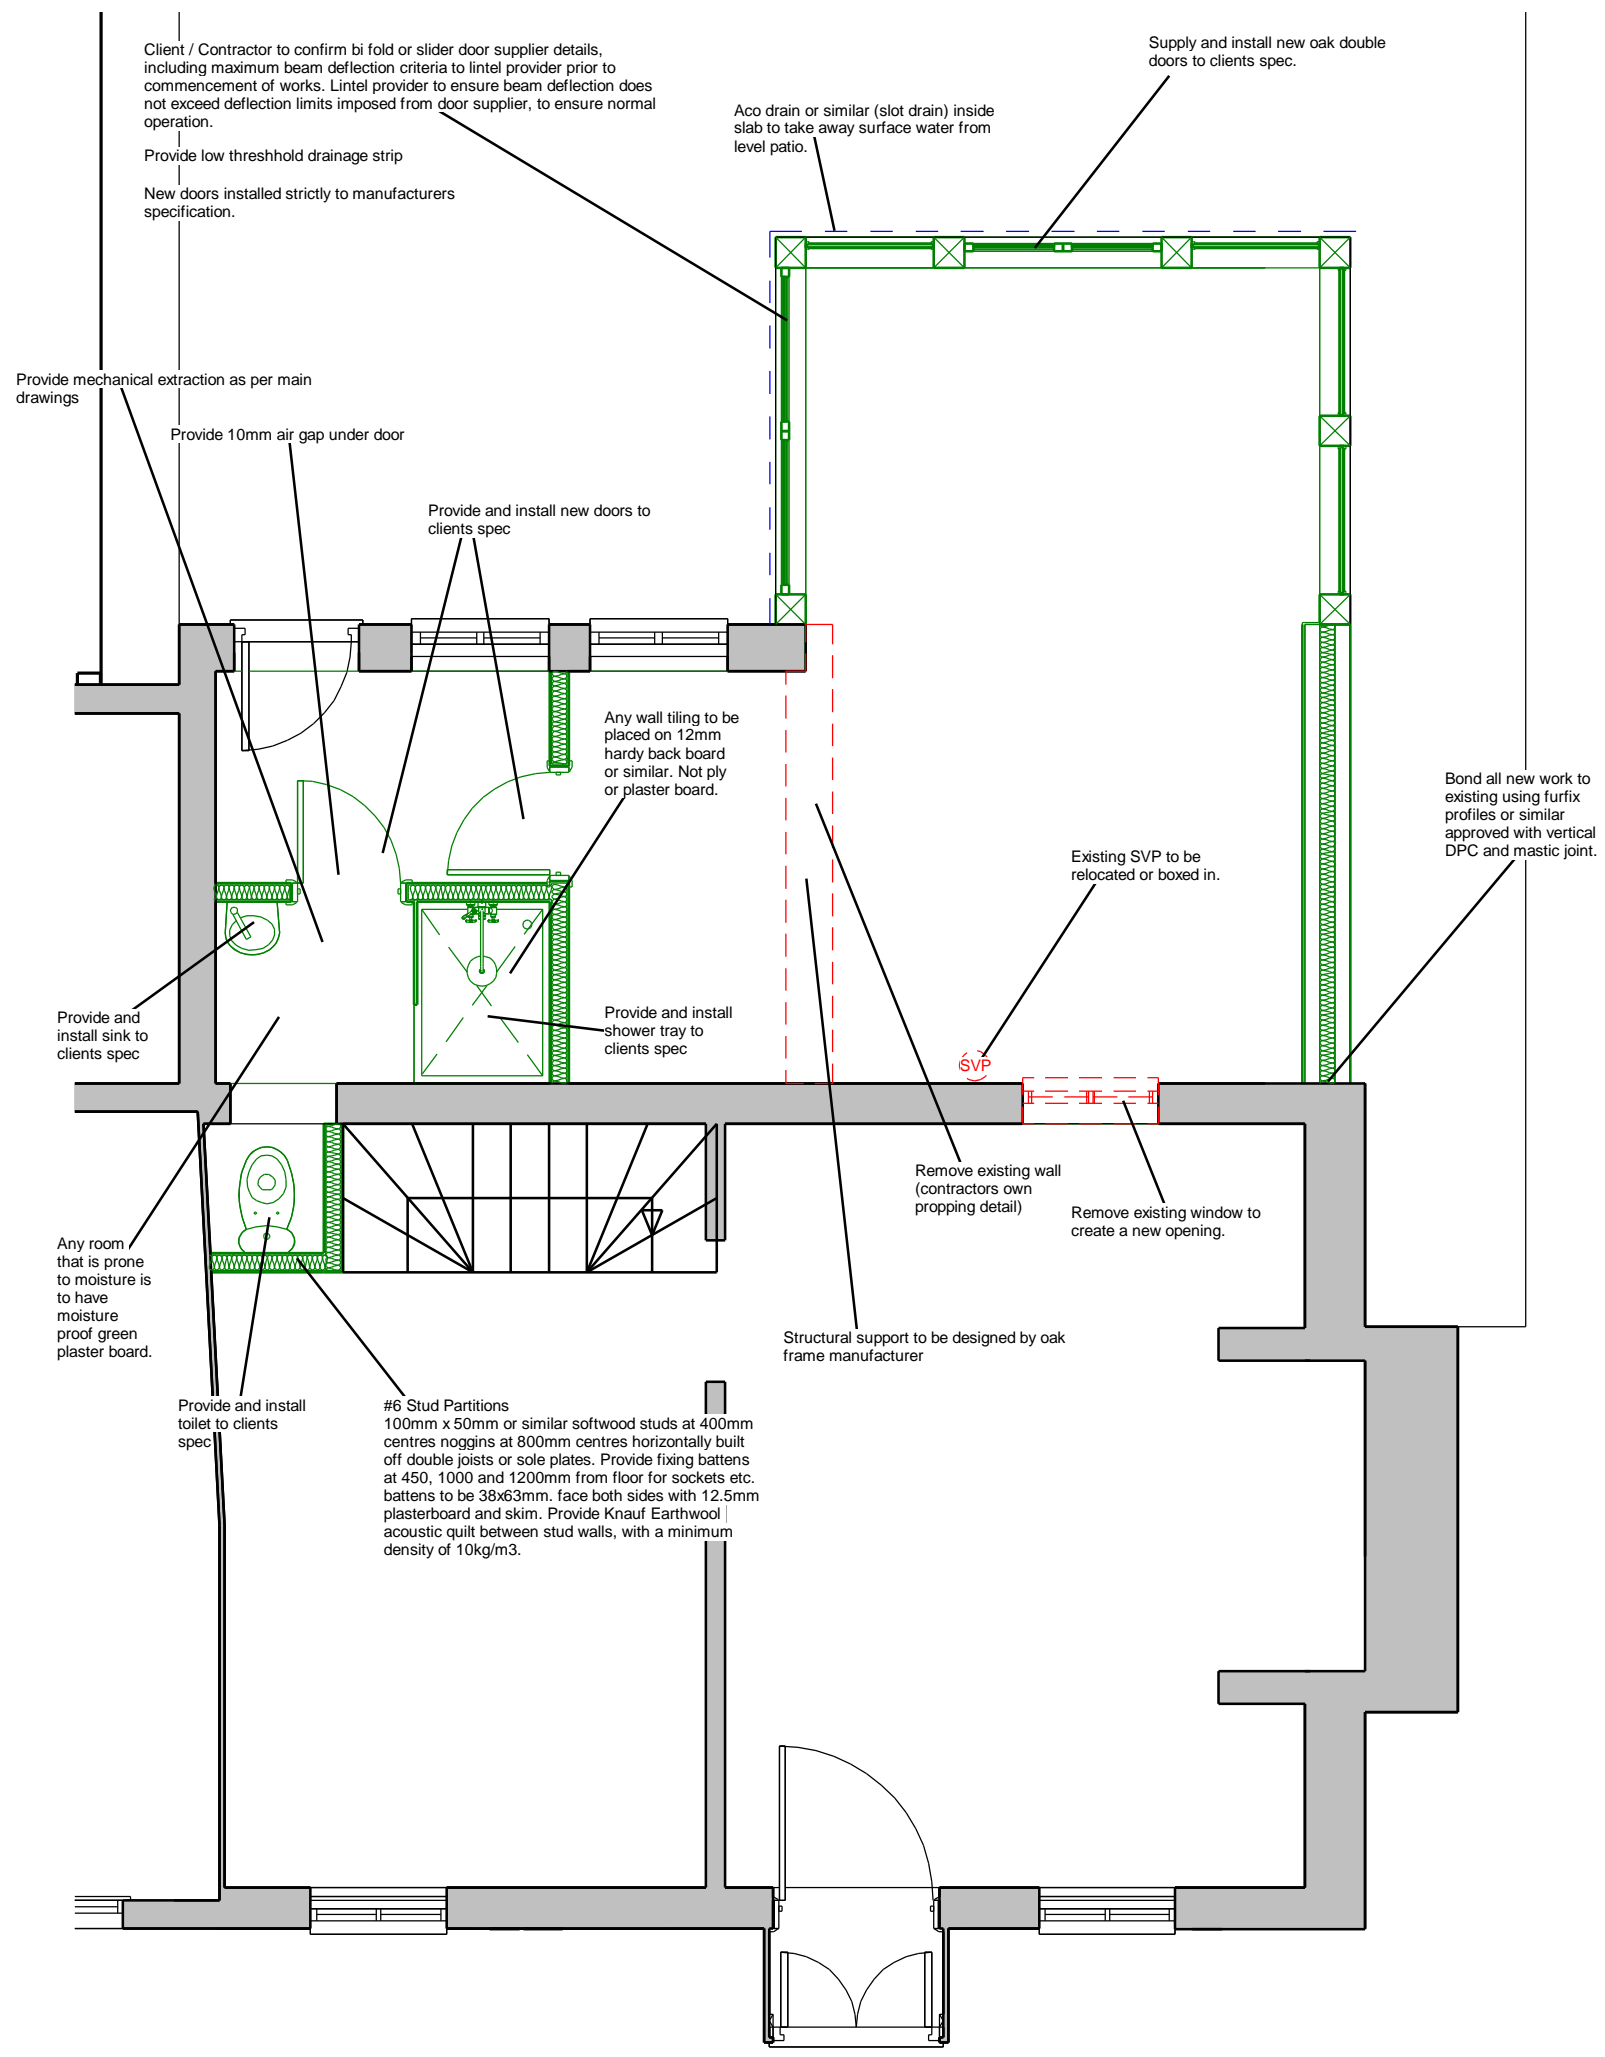 Client / Contractor to confirm bi fold or slider door supplier details,
including maximum beam deflection criteria to lintel provider prior to
commencement of works. Lintel provider to ensure beam deflection does
not exceed deflection limits imposed from door supplier, to ensure normal
operation.
Provide low threshhold drainage strip
New doors installed strictly to manufacturers
specification.
Supply and install new oak double
doors to clients spec.
Aco drain or similar (slot drain) inside
slab to take away surface water from
level patio.
Provide mechanical extraction as per main
drawings
Provide 10mm air gap under door
Provide and install new doors to
clients spec
Any wall tiling to be
placed on 12mm
hardy back board
or similar. Not ply
or plaster board.
Bond all new work to
existing using furfix
profiles or similar
approved with vertical
DPC and mastic joint.
Existing SVP to be
relocated or boxed in.
Provide and
install sink to
clients spec
Provide and install
shower tray to
clients spec
SVP
Remove existing wall
(contractors own
propping detail)
Remove existing window to
create a new opening.
Any room
that is prone
to moisture is
to have
moisture
proof green
plaster board.
Structural support to be designed by oak
frame manufacturer
Provide and install
toilet to clients
spec
#6 Stud Partitions
100mm x 50mm or similar softwood studs at 400mm
centres noggins at 800mm centres horizontally built
off double joists or sole plates. Provide fixing battens
at 450, 1000 and 1200mm from floor for sockets etc.
battens to be 38x63mm. face both sides with 12.5mm
plasterboard and skim. Provide Knauf Earthwool
acoustic quilt between stud walls, with a minimum
density of 10kg/m3.